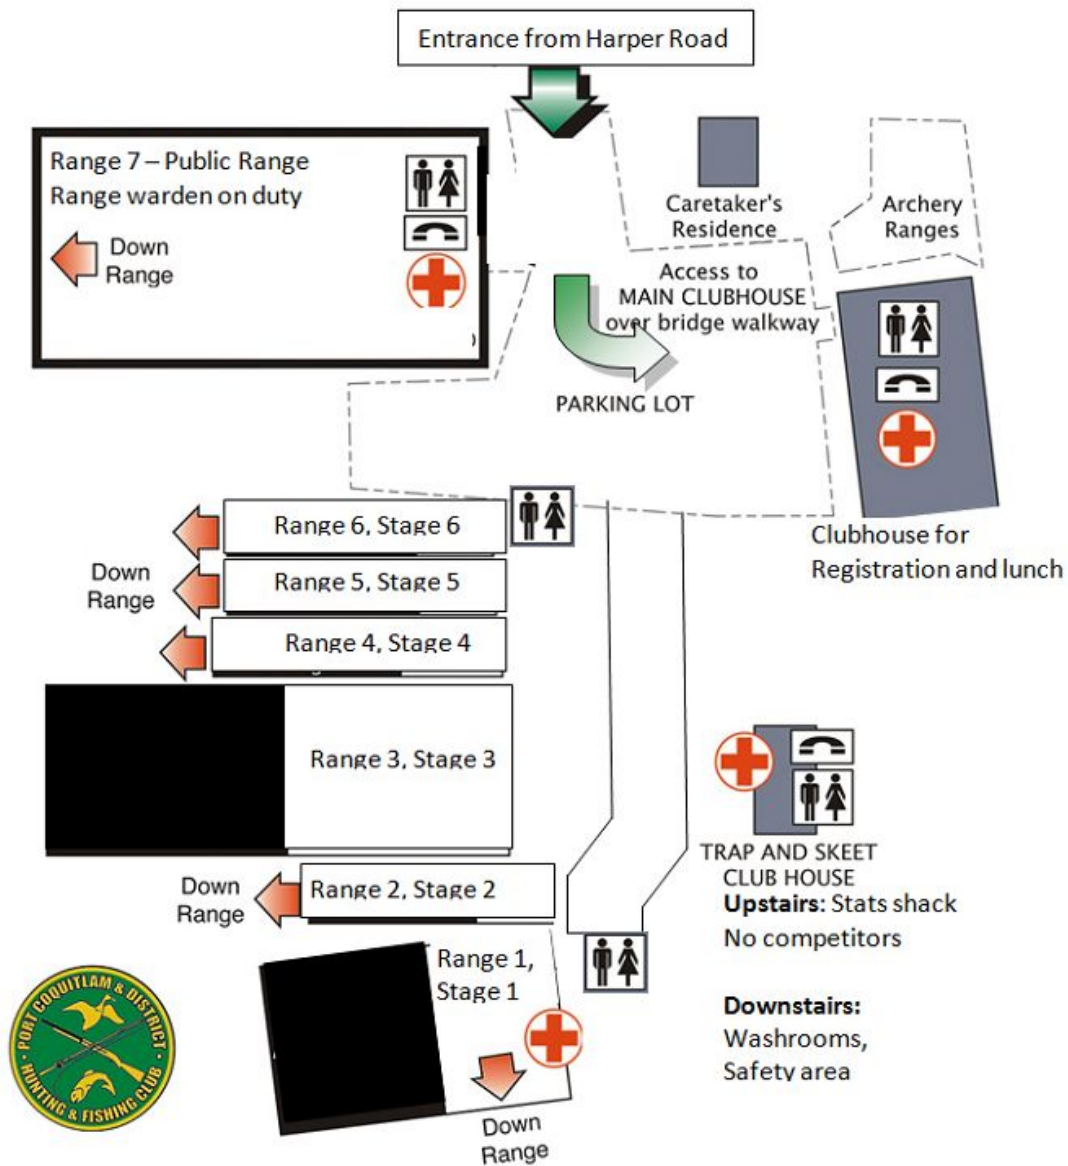 Entrance from Harper Road
Range 7 – Public Range
Range warden on duty
Down
Range
Caretaker's
Residence
Archery
Ranges
Access to
MAIN CLUBHOUSE
over bridge walkway
PARKING LOT
Clubhouse for
Registration and lunch
Range 6, Stage 6
Down
Range
Range 5, Stage 5
Range 4, Stage 4
Range 3, Stage 3
TRAP AND SKEET
CLUB HOUSE
Upstairs: Stats shack
No competitors
Downstairs:
Washrooms,
Safety area
Down
Range
Range 2, Stage 2
Range 1,
Stage 1
Down
Range
PORT COQUITLAM & DISTRICT
HUNTING & FISHING CLUB